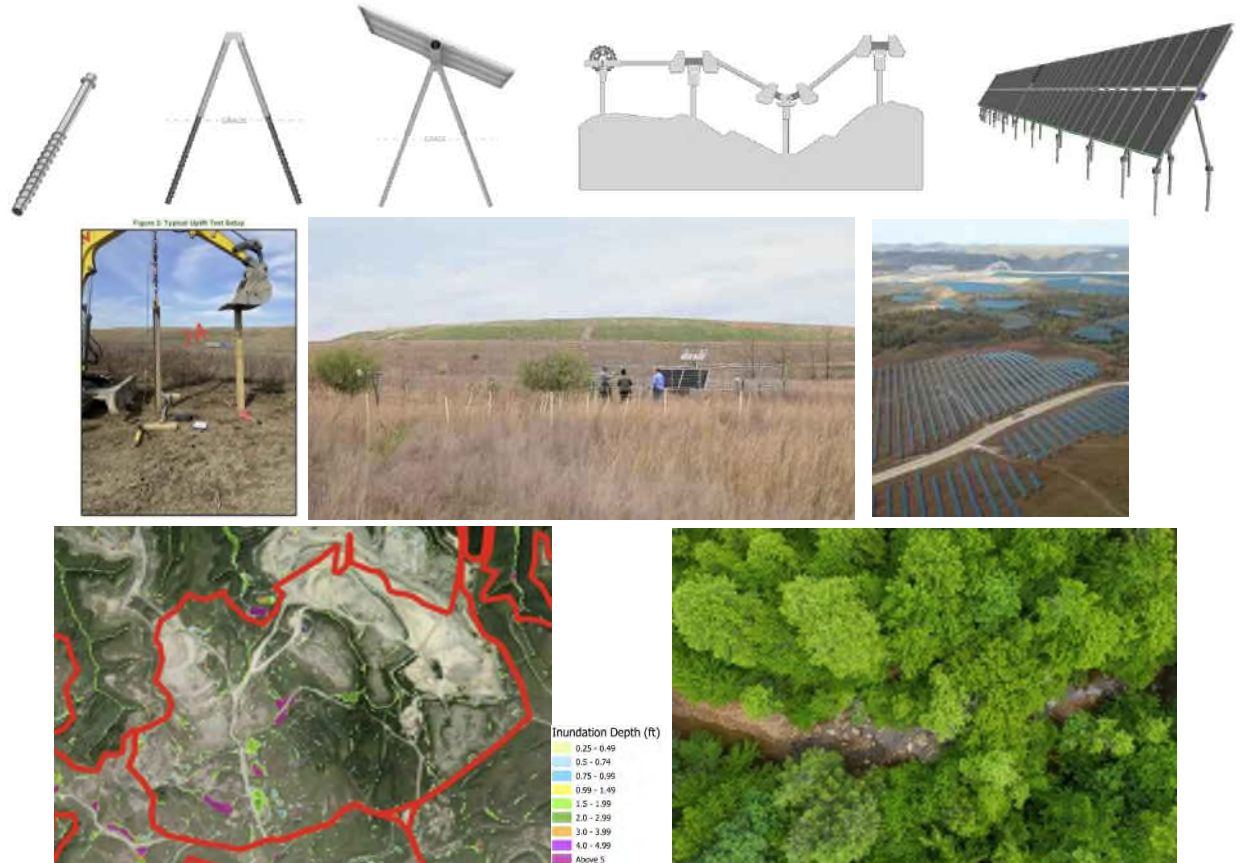 GRADE
GRADE
Figure 3: Typical Uplift Test Setup
Inundation Depth (ft)
0.25 - 0.49
0.5 - 0.74
0.75 - 0.99
0.99 - 1.49
1.5 - 1.99
2.0 - 2.99
3.0 - 3.99
4.0 - 4.99
Above 5